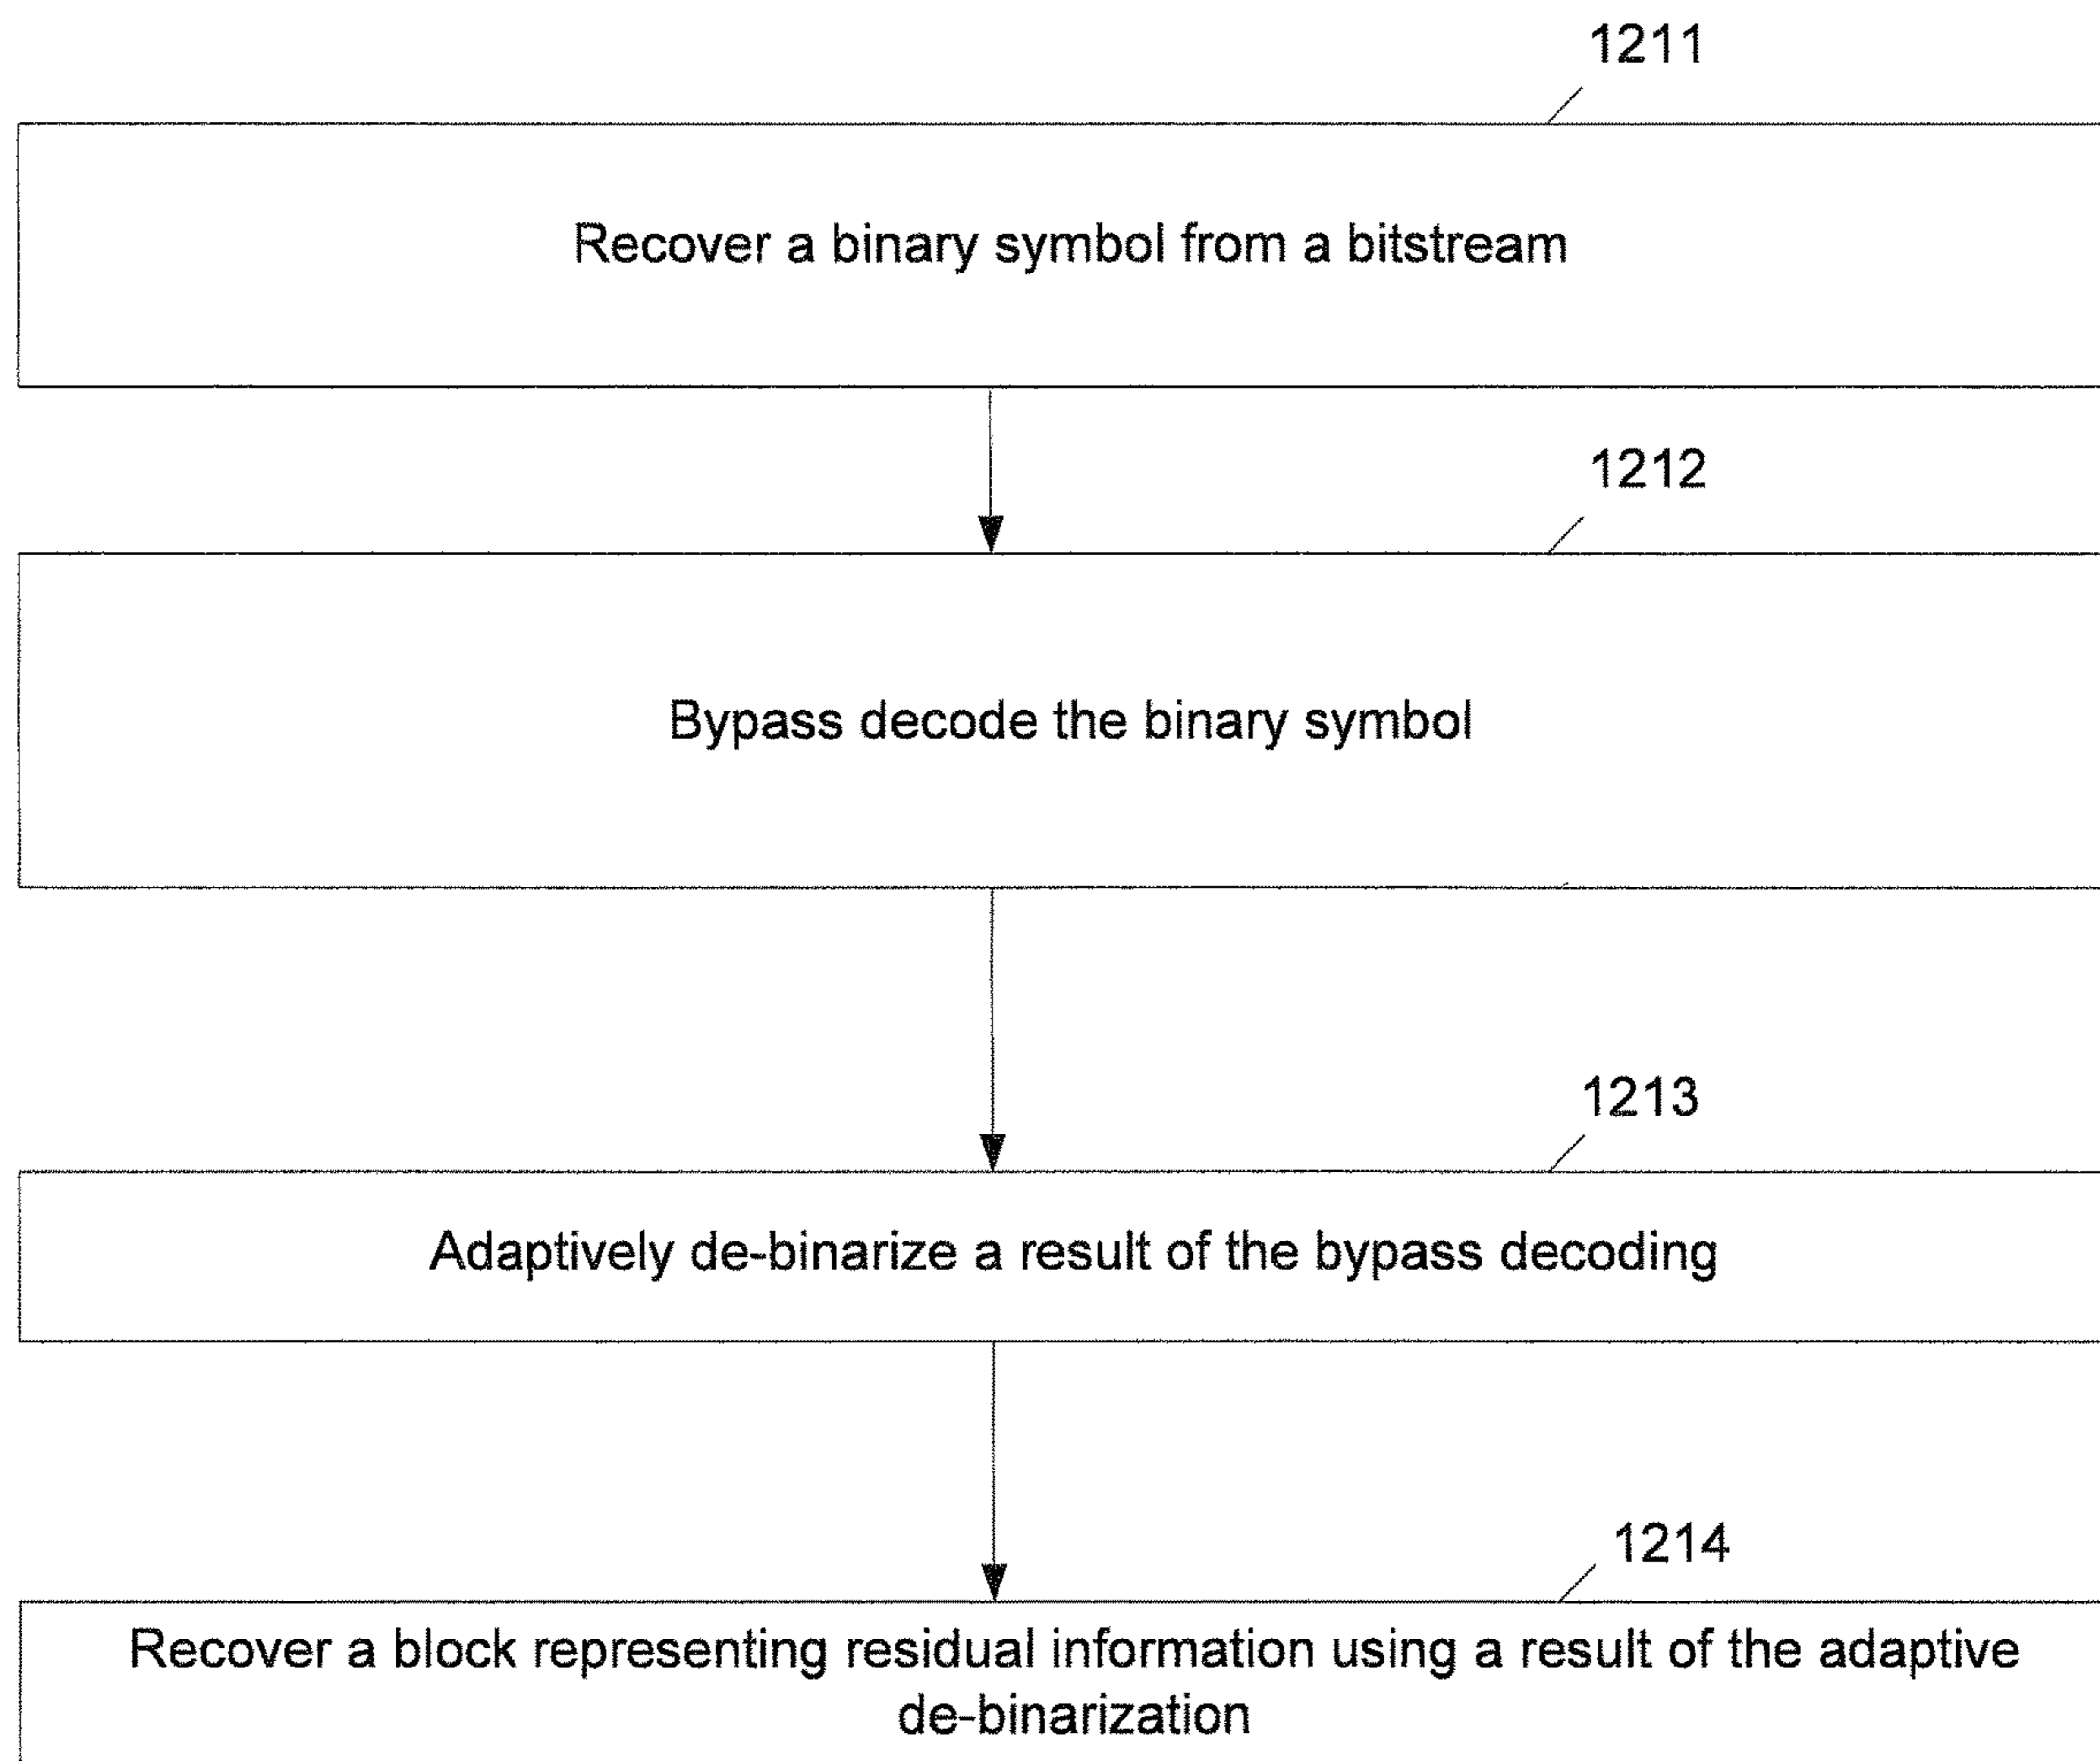 1211
Recover a binary symbol from a bitstream
1212
Bypass decode the binary symbol
1213
Adaptively de-binarize a result of the bypass decoding
1214
Recover a block representing residual information using a result of the adaptive
de-binarization